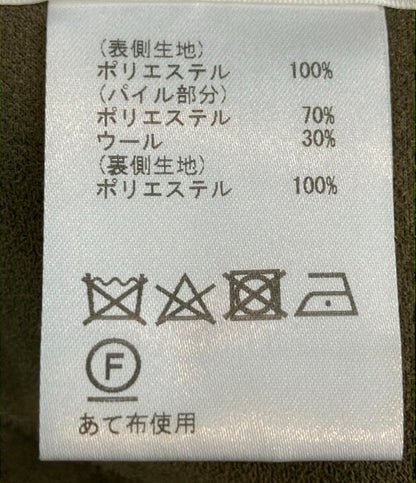 (表側生地)
ポリエステル 100%
(パイル部分)
ポリエステル 70%
ウール 30%
(裏側生地)
ポリエステル 100%
F
あて布使用